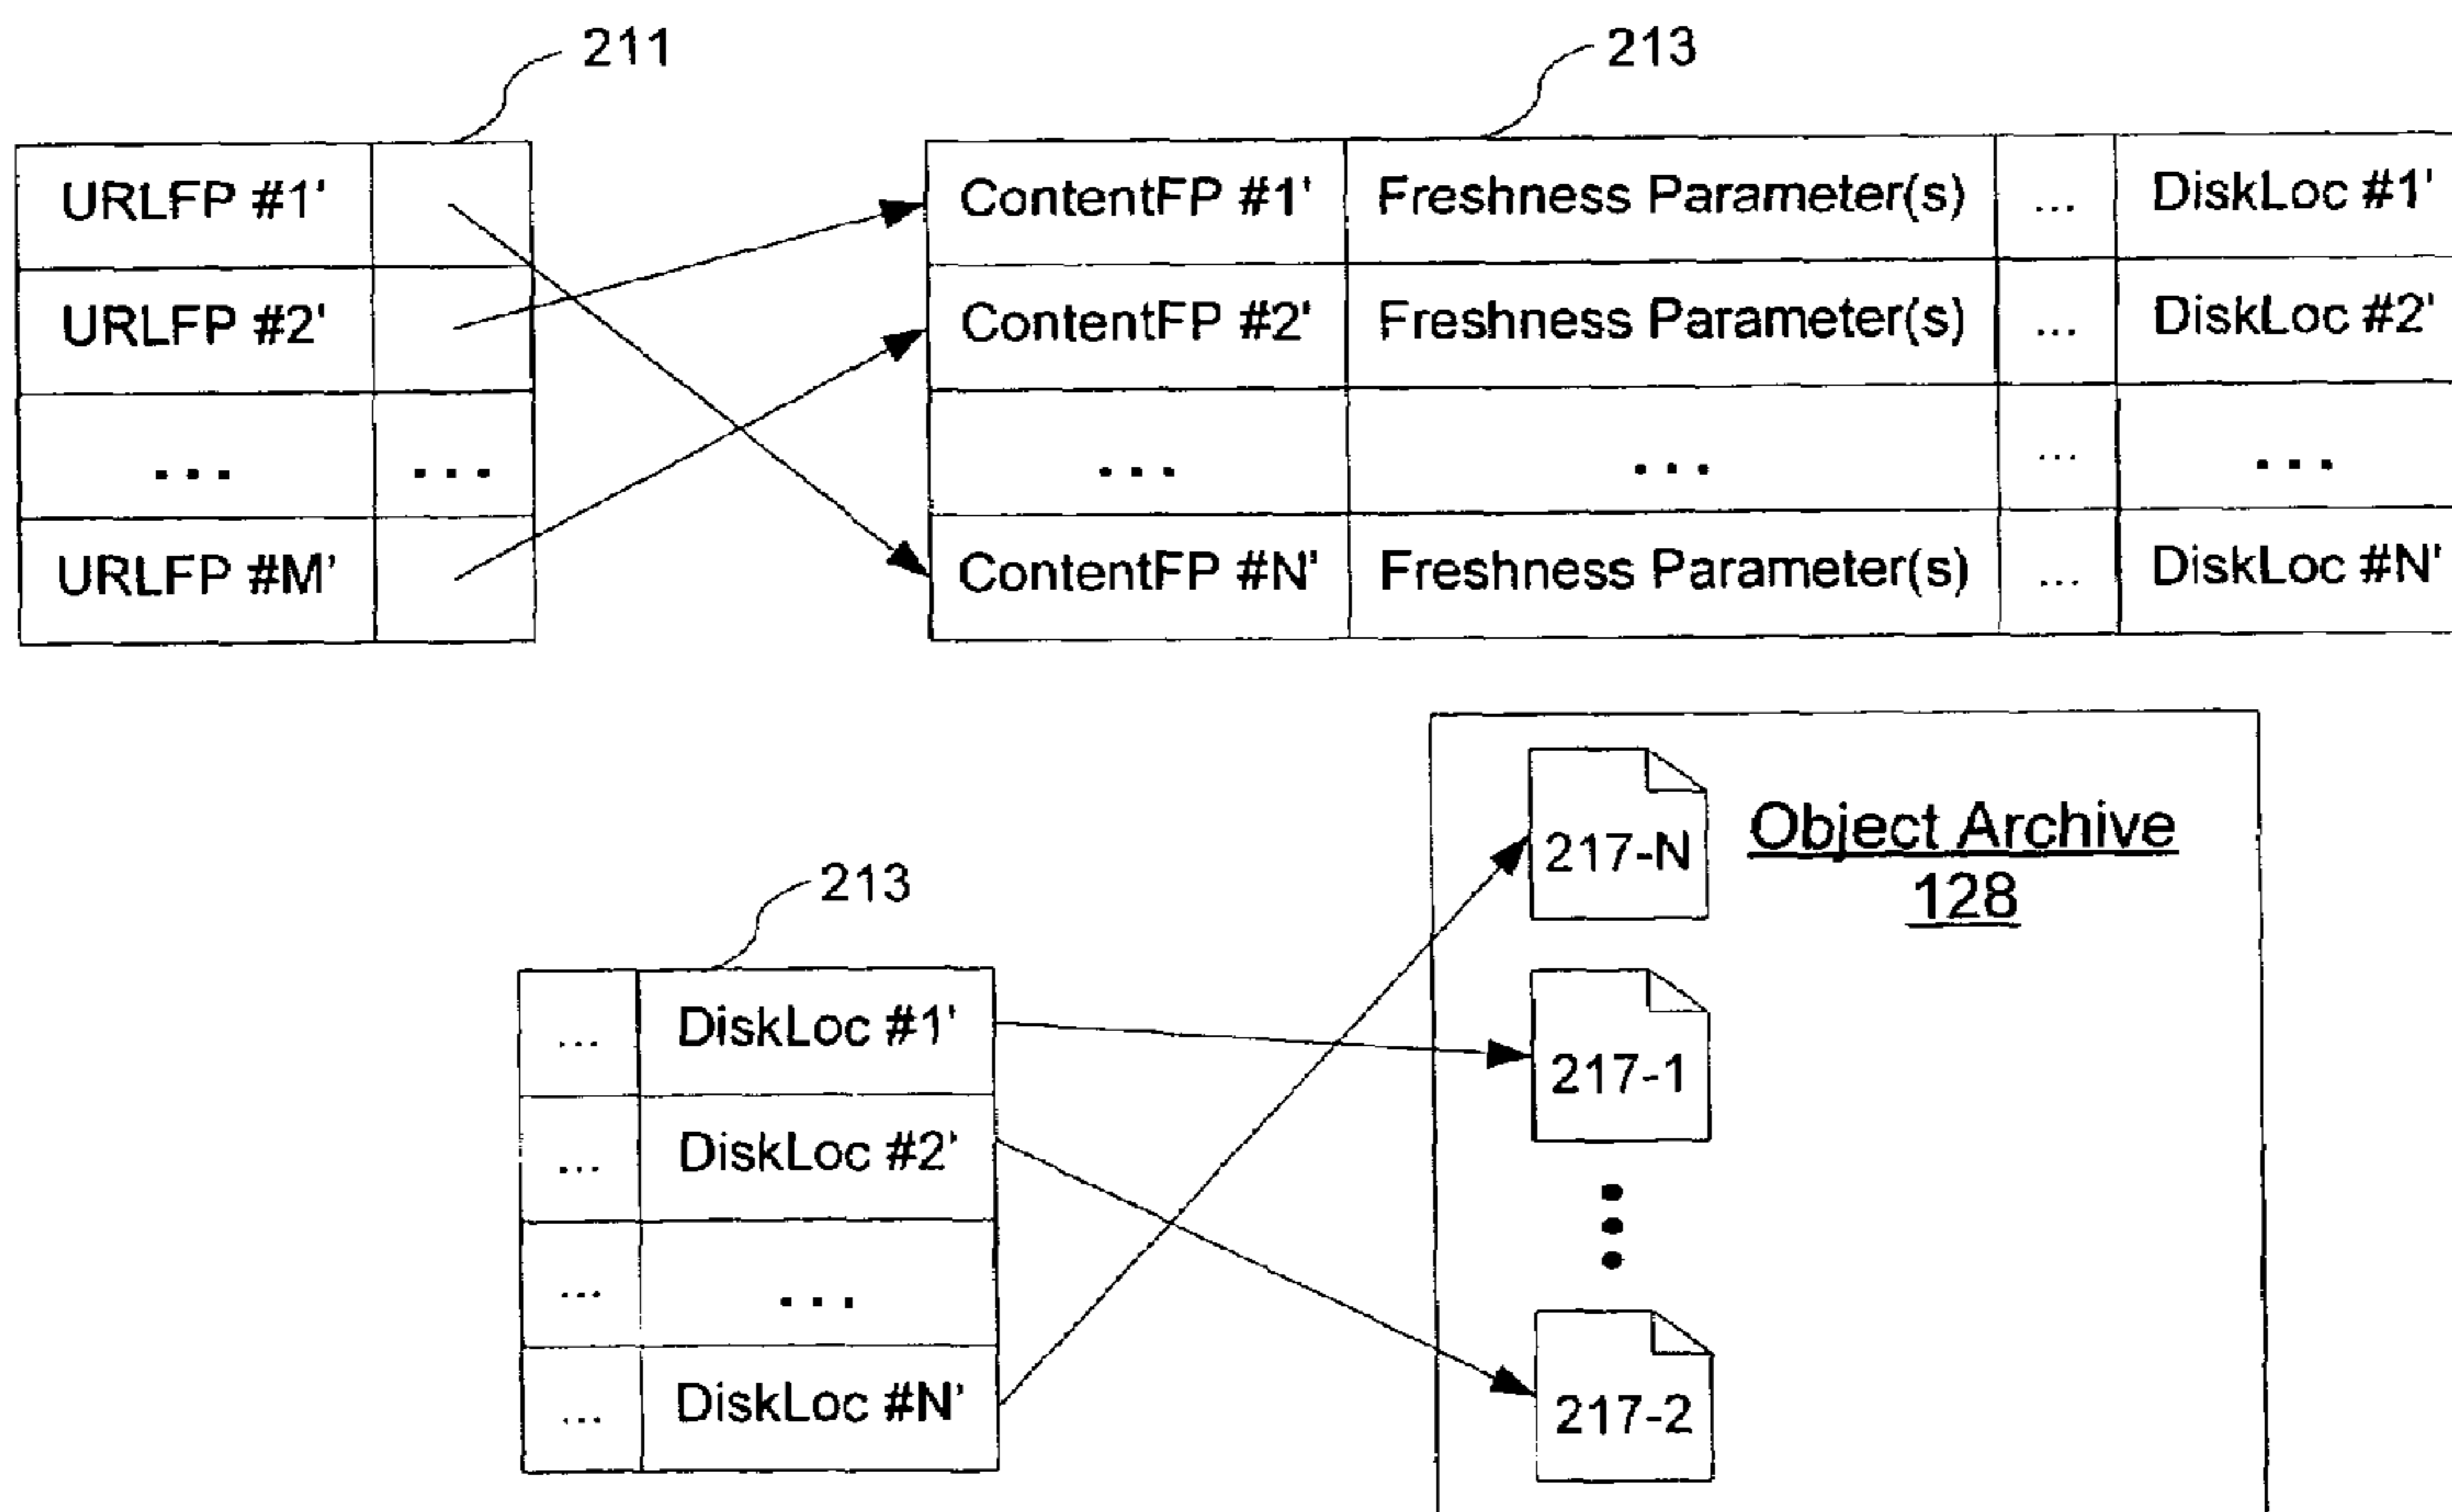 211
213
URLFP #1'
ContentFP #1' Freshness Parameter(s) ... DiskLoc #1'
URLFP #2'
ContentFP #2' Freshness Parameter(s) ... DiskLoc #2'
... ... ... ... ... ...
URLFP #M'
ContentFP #N' Freshness Parameter(s) ... DiskLoc #N'
217-N
Object Archive
128
213
... DiskLoc #1'
217-1
... DiskLoc #2'
... ...
... DiskLoc #N'
217-2